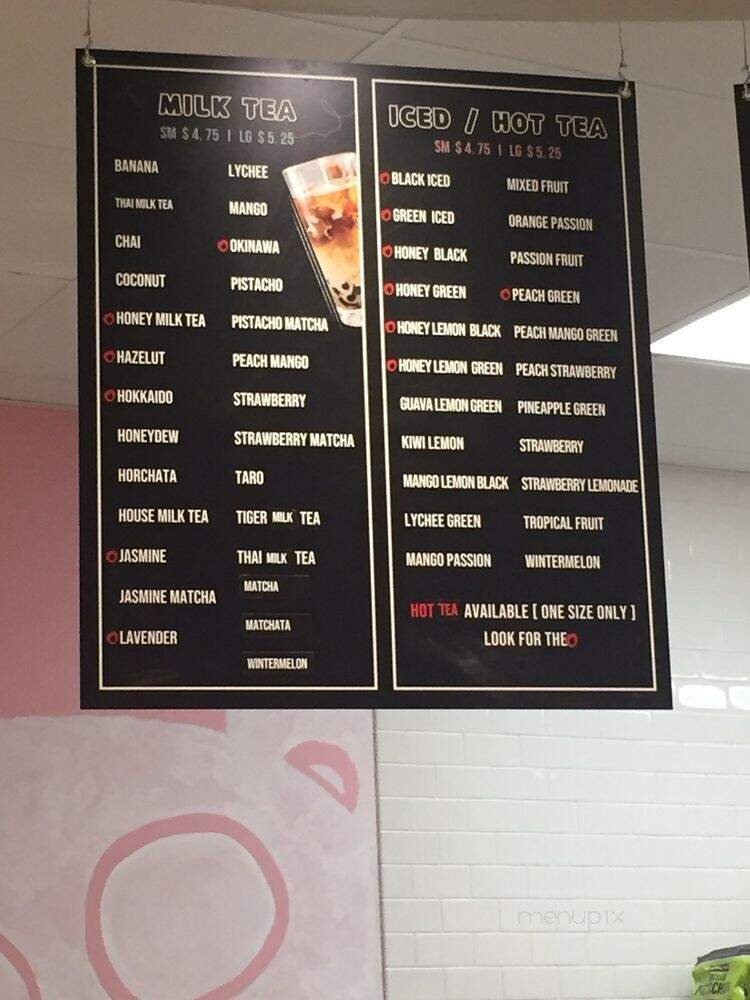 MILK TEA
SM $4.75 | LG $5.25
BANANA
THAI MILK TEA
CHAI
COCONUT
HONEY MILK TEA
HAZELUT
HOKKAIDO
HONEYDEW
HORCHATA
HOUSE MILK TEA
JASMINE
JASMINE MATCHA
LAVENDER
LYCHEE
MANGO
OKINAWA
PISTACHO
PISTACHO MATCHA
PEACH MANGO
STRAWBERRY
STRAWBERRY MATCHA
TARO
TIGER MILK TEA
THAI MILK TEA
MATCHA
MATCHATA
WINTERMELON
ICED / HOT TEA
SM $4.75 | LG $5.25
BLACK ICED
GREEN ICED
HONEY BLACK
HONEY GREEN
HONEY LEMON BLACK
HONEY LEMON GREEN
GUAVA LEMON GREEN
KIWI LEMON
MANGO LEMON BLACK
LYCHEE GREEN
MANGO PASSION
MIXED FRUIT
ORANGE PASSION
PASSION FRUIT
PEACH GREEN
PEACH MANGO GREEN
PEACH STRAWBERRY
PINEAPPLE GREEN
STRAWBERRY
STRAWBERRY LEMONADE
TROPICAL FRUIT
WINTERMELON
HOT TEA AVAILABLE [ ONE SIZE ONLY ]
LOOK FOR THE
menupix